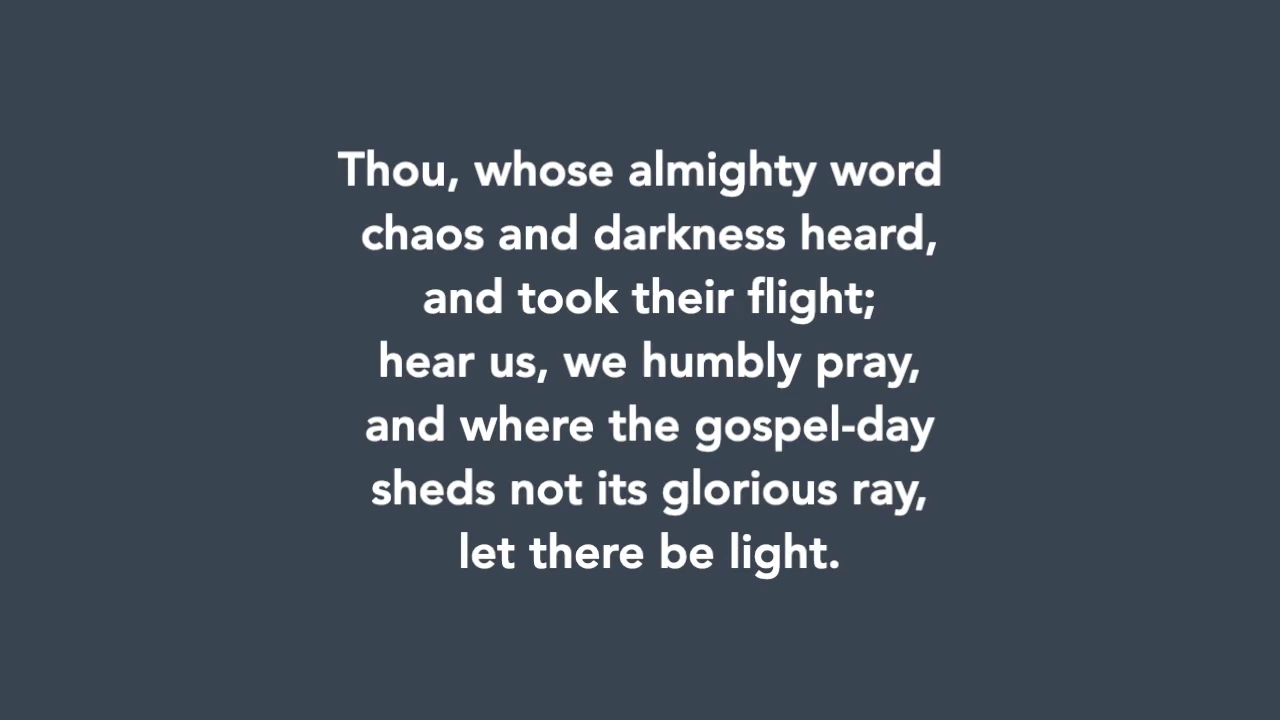 Thou, whose almighty word
chaos and darkness heard,
and took their flight;
hear us, we humbly pray,
and where the gospel-day
sheds not its glorious ray,
let there be light.